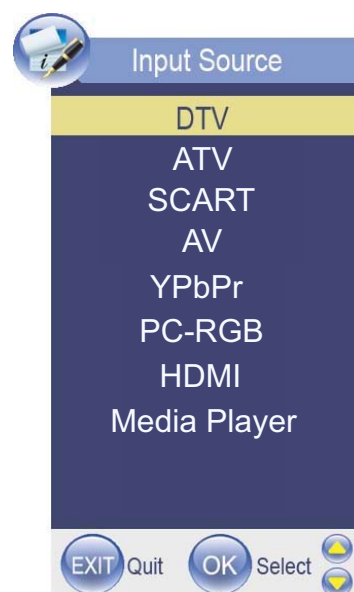 Input Source
DTV
ATV
SCART
AV
YPbPr
PC-RGB
HDMI
Media Player
EXIT Quit OK Select